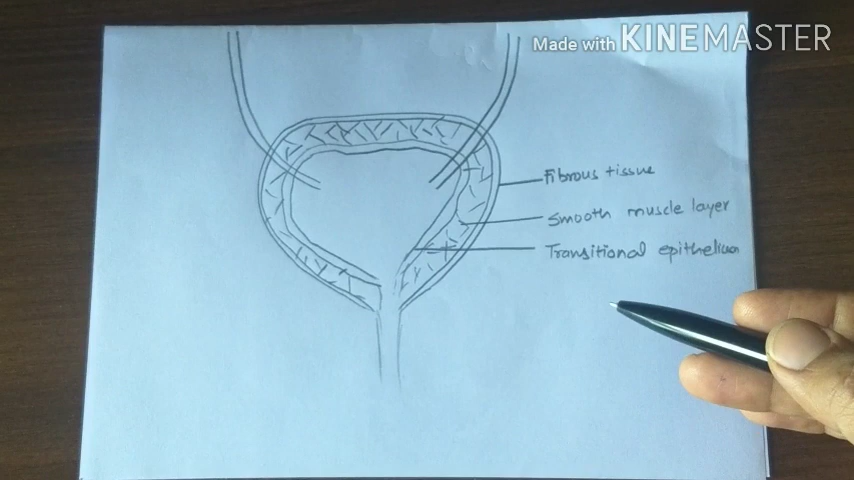 Made with KINEMASTER
Fibrous tissue
Smooth muscle layer
Transitional epithelium